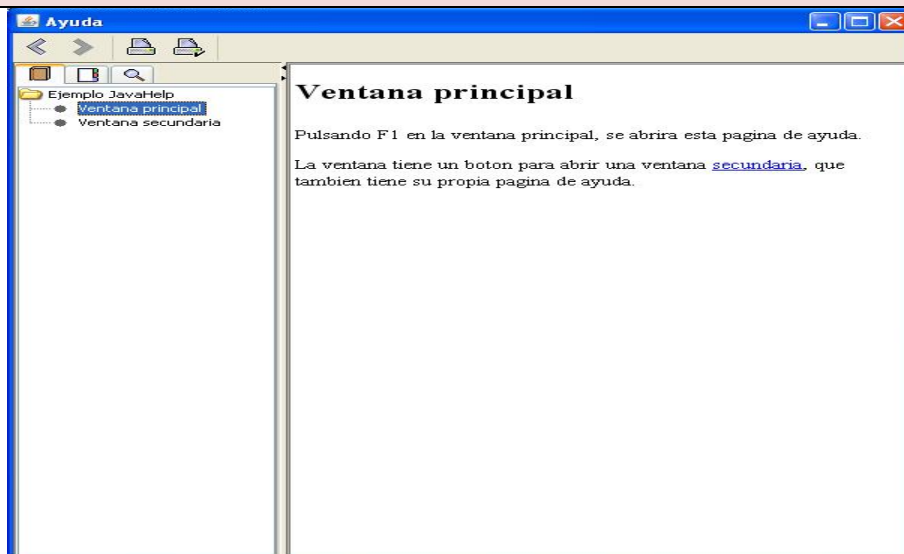 Ayuda
Ejemplo JavaHelp
Ventana principal
Ventana secundaria
Ventana principal
Pulsando F1 en la ventana principal, se abrira esta pagina de ayuda.
La ventana tiene un boton para abrir una ventana secundaria, que
tambien tiene su propia pagina de ayuda.